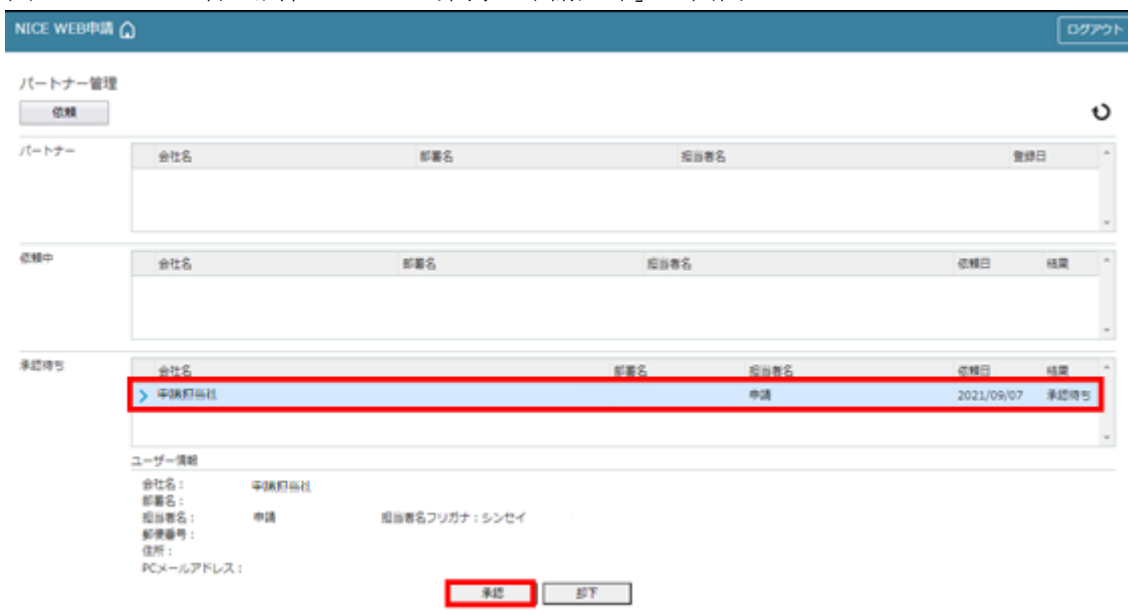 NICE WEB申請
ログアウト
パートナー管理
依頼
パートナー
会社名 部署名 担当者名 登録日
依頼中
会社名 部署名 担当者名 依頼日 結果
承認待ち
会社名 部署名 担当者名 依頼日 結果
申請担当社 申請 2021/09/07 承認待ち
ユーザー情報
会社名： 申請担当社
部署名：
担当者名： 申請 担当者名フリガナ：シンセイ
郵便番号：
住所：
PCメールアドレス：
承認 却下